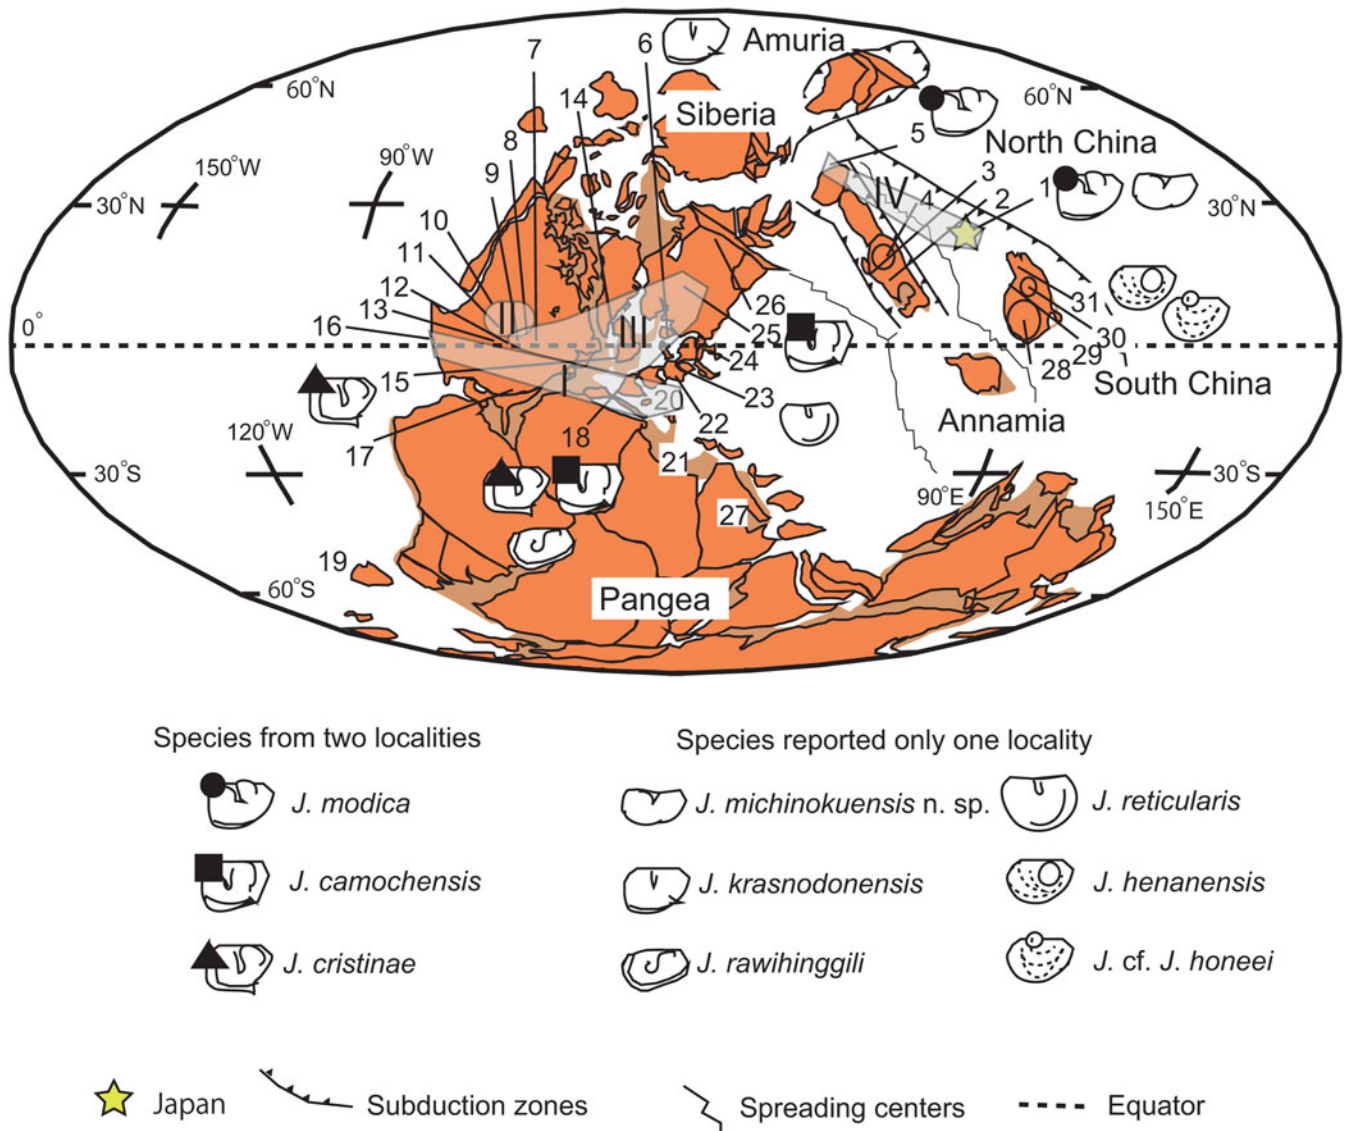 7
6
Amuria
60°N
60°N
14
Siberia
8
5
North China
150°W
90°W
9
3
1
30°N
IV
4
2
30°N
10
11
12
26
31
13
II
III
25
30
16
0°
24
29
28
15
I
23
South China
20
22
Annamia
120°W
17
18
21
30°S
30°S
90°E
150°E
27
19
60°S
Pangea
Species from two localities
Species reported only one locality
J. modica
J. michinokuensis n. sp.
J. reticularis
J. camochensis
J. krasnodonensis
J. henanensis
J. cristinae
J. rawihinggili
J. cf. J. honeei
Japan
Subduction zones
Spreading centers
Equator